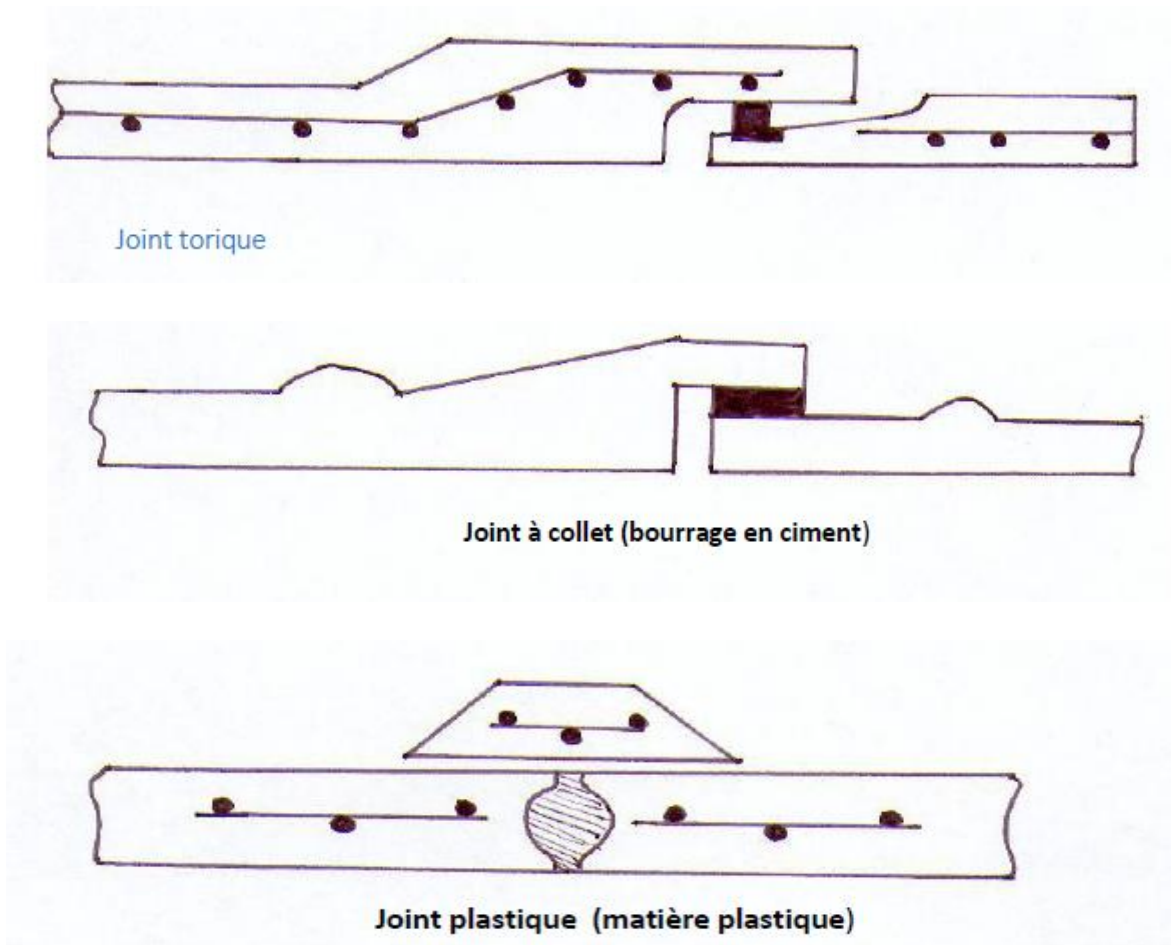 Joint torique
Joint à collet (bourrage en ciment)
Joint plastique (matière plastique)